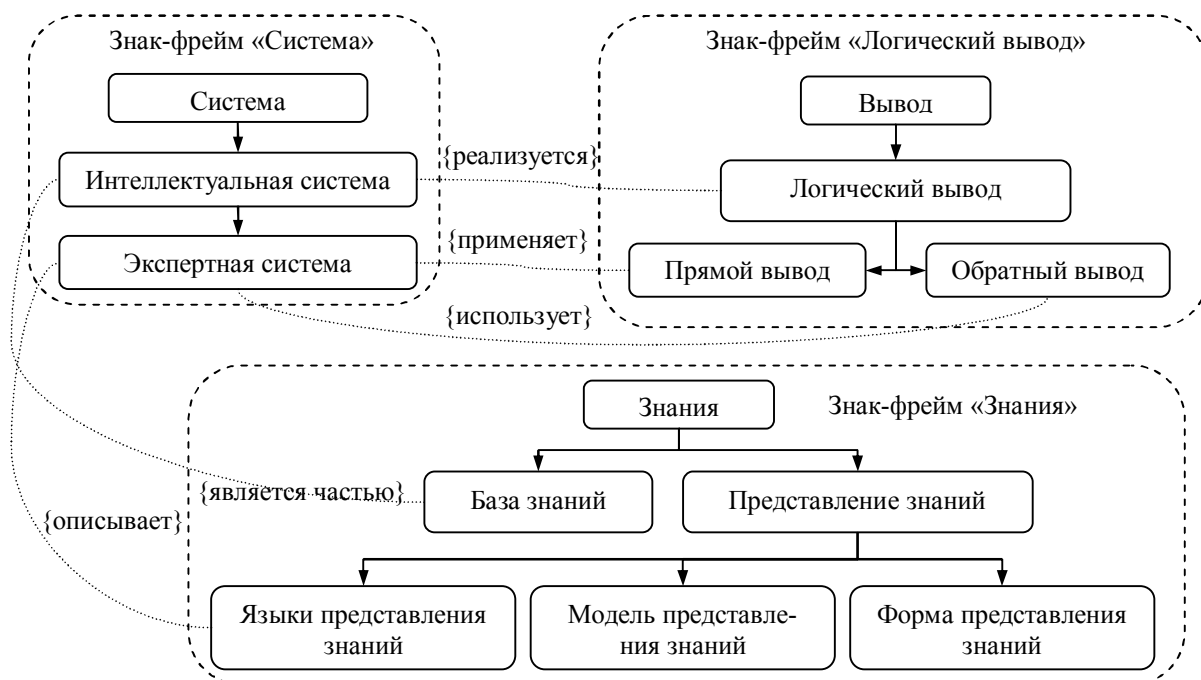 Знак-фрейм «Система»
Знак-фрейм «Логический вывод»
Система
Вывод
{реализуется}
Интеллектуальная система
Логический вывод
{применяет}
Экспертная система
Прямой вывод
Обратный вывод
{использует}
Знания
Знак-фрейм «Знания»
{является частью}
База знаний
Представление знаний
{описывает}
Языки представления
знаний
Модель представле-
ния знаний
Форма представления
знаний